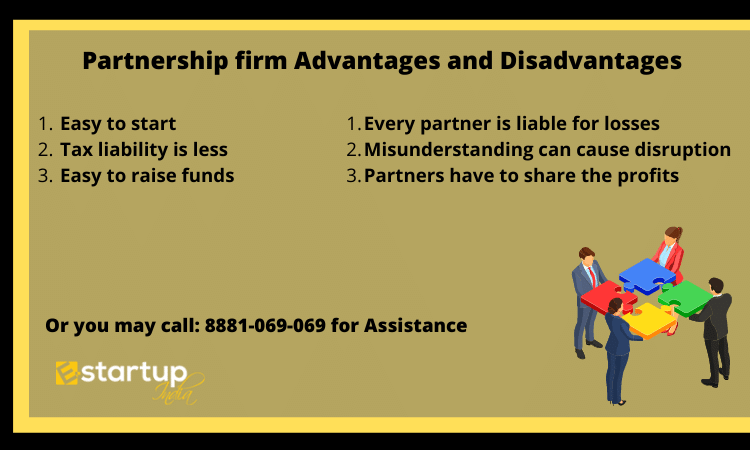 Partnership firm Advantages and Disadvantages
1. Easy to start
2. Tax liability is less
3. Easy to raise funds
1. Every partner is liable for losses
2. Misunderstanding can cause disruption
3. Partners have to share the profits
Or you may call: 8881-069-069 for Assistance
E-startup
India